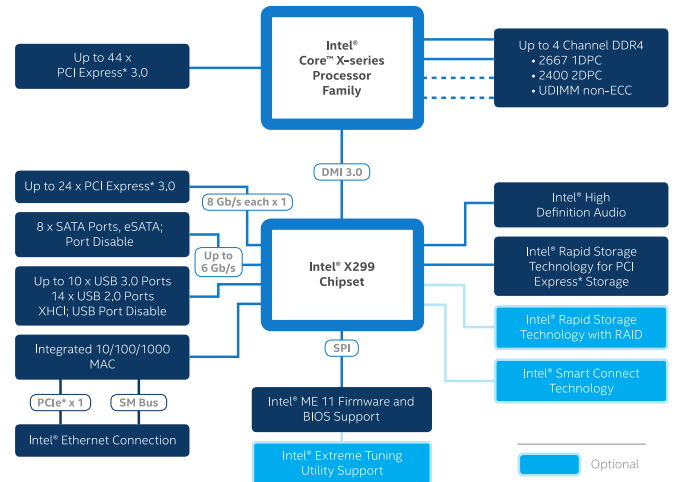 Up to 44 x
PCI Express* 3.0
Intel®
Core™ X-series
Processor
Family
Up to 4 Channel DDR4
• 2667 1DPC
• 2400 2DPC
• UDIMM non-ECC
DMI 3.0
Up to 24 x PCI Express* 3.0
8 Gb/s each x 1
8 x SATA Ports, eSATA;
Port Disable
Up to
6 Gb/s
Up to 10 x USB 3.0 Ports
14 x USB 2.0 Ports
XHCI; USB Port Disable
Integrated 10/100/1000
MAC
PCIe* x 1
SM Bus
Intel® Ethernet Connection
Intel® X299
Chipset
Intel® High
Definition Audio
Intel® Rapid Storage
Technology for PCI
Express* Storage
Intel® Rapid Storage
Technology with RAID
Intel® Smart Connect
Technology
SPI
Intel® ME 11 Firmware and
BIOS Support
Intel® Extreme Tuning
Utility Support
Optional